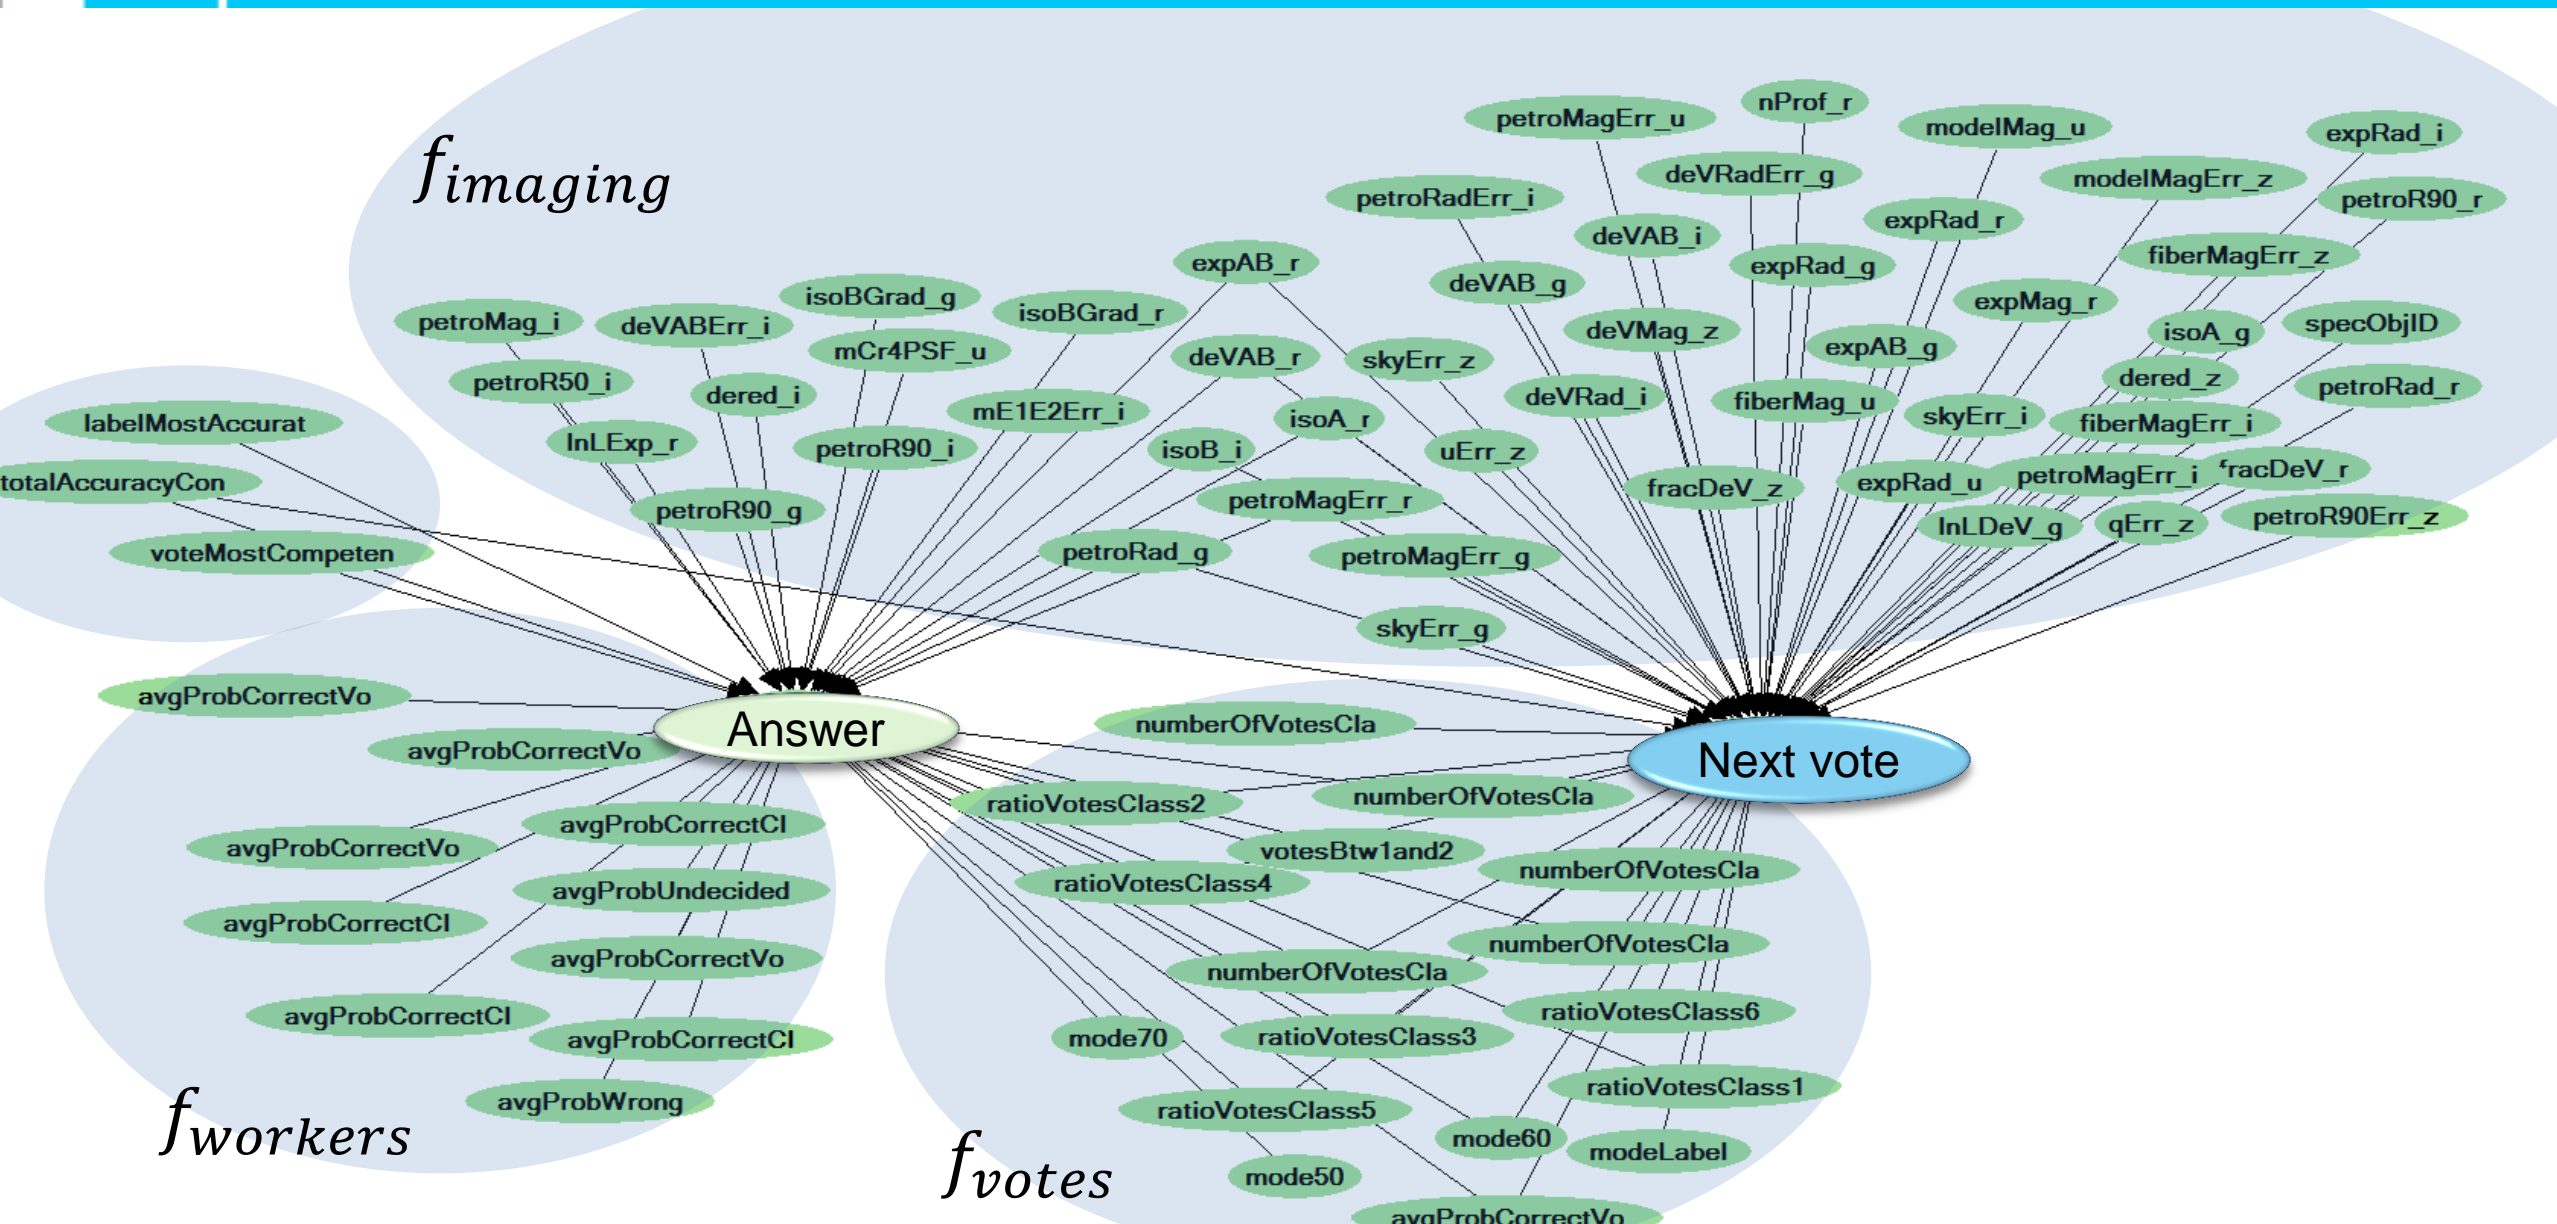 f imaging
petroMagErr_u
nProf_r
modelMag_u
expRad_i
deVRadErr_g
modelMagErr_z
petroRadErr_i
petroR90_r
expRad_r
deVAB_i
fiberMagErr_z
expAB_r
expRad_g
deVAB_g
isoBGrad_g
expMag_r
isoBGrad_r
petroMag_i
deVABErr_i
specObjID
deVMag_z
isoA_g
expAB_g
mCr4PSF_u
deVAB_r
skyErr_z
dered_z
petroR50_i
petroRad_r
dered_i
deVRad_i
fiberMag_u
mE1E2Err_i
isoA_r
skyErr_i
fiberMagErr_i
labelMostAccurat
lnLExp_r
petroR90_i
isoB_i
uErr_z
fracDeV_r
petroMagErr_i
totalAccuracyCon
expRad_u
fracDeV_z
petroMagErr_r
petroR90_g
petroR90Err_z
lnLDeV_g
qErr_z
voteMostCompeten
petroRad_g
petroMagErr_g
skyErr_g
avgProbCorrectVo
numberOfVotesCla
Answer
Next vote
avgProbCorrectVo
ratioVotesClass2
numberOfVotesCla
avgProbCorrectCl
avgProbCorrectVo
votesBtw1and2
numberOfVotesCla
ratioVotesClass4
avgProbUndecided
avgProbCorrectCl
numberOfVotesCla
avgProbCorrectVo
numberOfVotesCla
avgProbCorrectCl
ratioVotesClass6
avgProbCorrectCl
mode70
ratioVotesClass3
ratioVotesClass1
avgProbWrong
ratioVotesClass5
f workers
mode60
modeLabel
f votes
mode50
avgProbCorrectVo